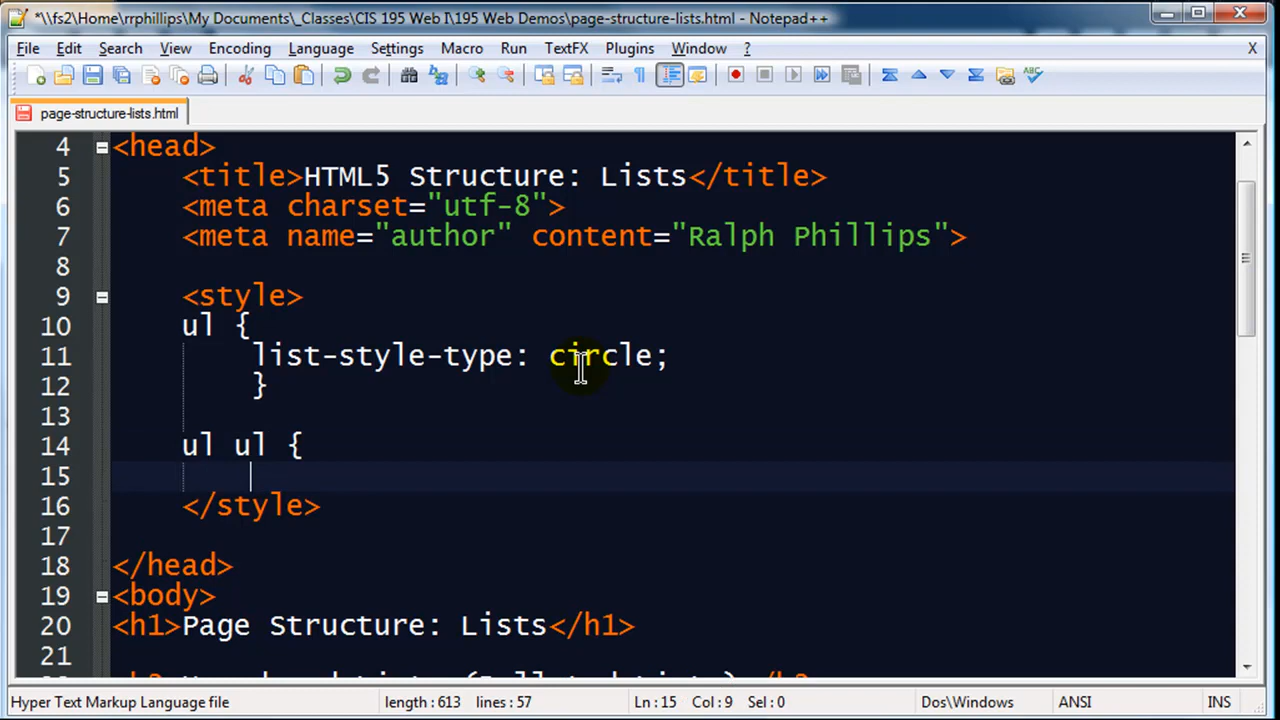 *\\fs2\Home\rrphillips\My Documents\_Classes\CIS 195 Web I\195 Web Demos\page-structure-lists.html - Notepad++
File Edit Search View Encoding Language Settings Macro Run TextFX Plugins Window ? X
page-structure-lists.html
4 <head>
5 <title>HTML5 Structure: Lists</title>
6 <meta charset="utf-8">
7 <meta name="author" content="Ralph Phillips">
8
9 <style>
10 ul {
11 list-style-type: circle;
12 }
13
14 ul ul {
15
16 </style>
17
18 </head>
19 <body>
20 <h1>Page Structure: Lists</h1>
21
Hyper Text Markup Language file length : 613 lines : 57 Ln : 15 Col : 9 Sel : 0 Dos\Windows ANSI INS